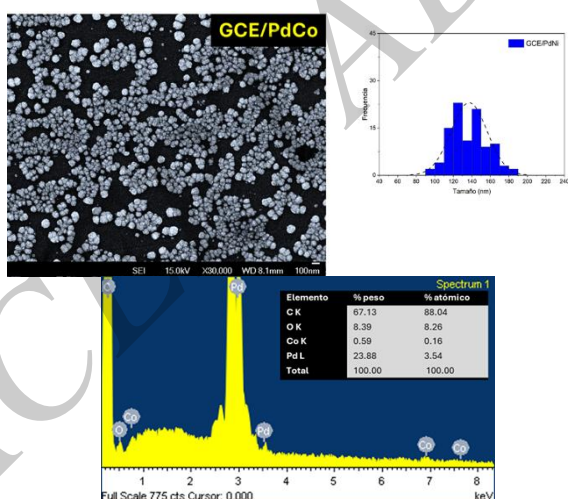 GCE/PdCo
SEI 15.0kV X30,000 WD 8.1mm 100nm
GCE/PdNi
Frecuencia
45
30
15
0
40 60 80 100 120 140 160 180 200 220 240
Tamaño (nm)
Spectrum 1
Elemento % peso % atómico
C K 67.13 88.04
O K 8.39 8.26
Co K 0.59 0.16
Pd L 23.88 3.54
Total 100.00 100.00
Pd
Co
O
Pd
Co
Co
1 2 3 4 5 6 7 8
Full Scale 775 cts Cursor: 0.000 keV